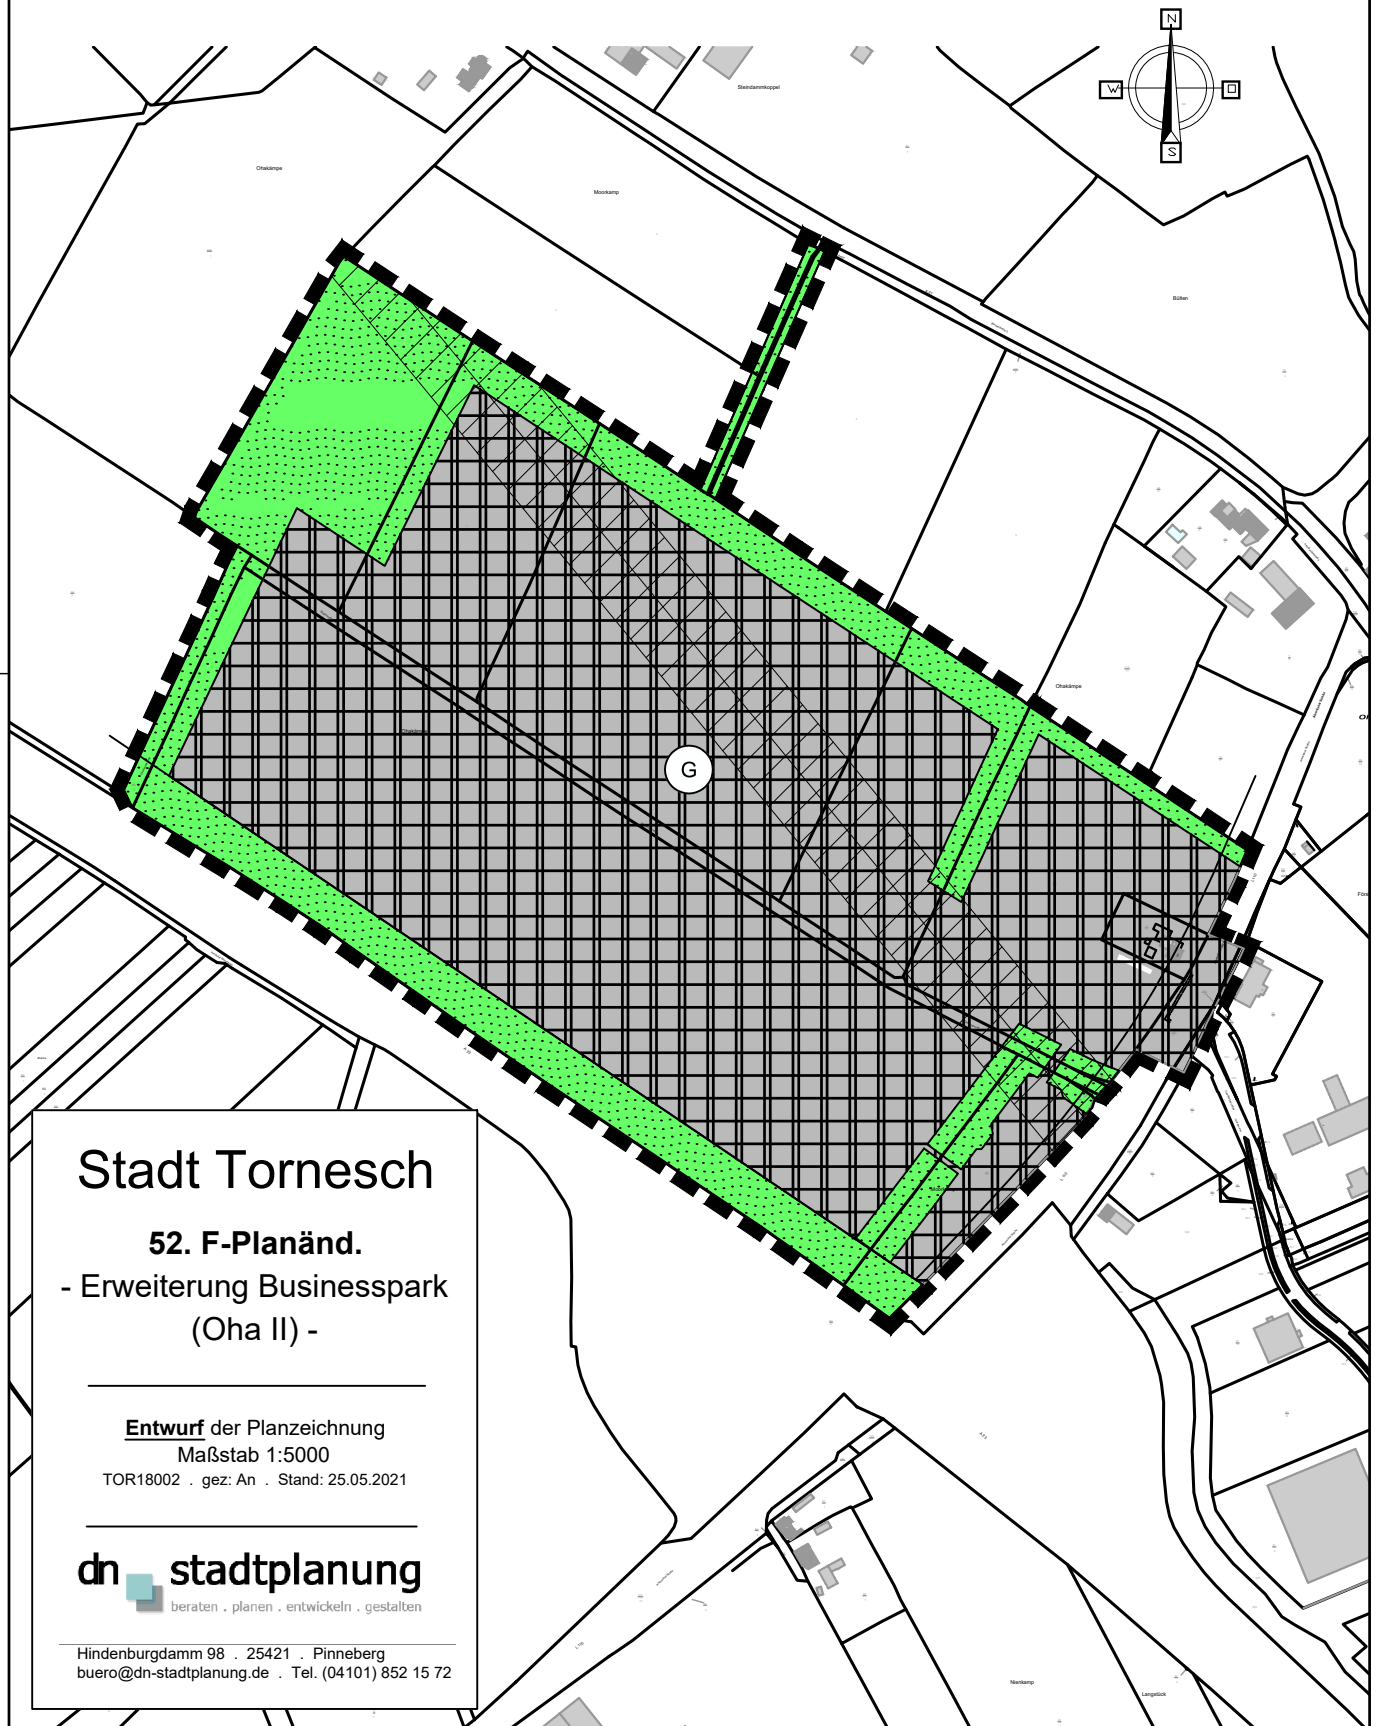 N
W
O
S
Steindammkoppel
Ohakämpe
Moorkamp
Bülten
Ohakämpe
Ohakämpe
G
Stadt Tornesch
52. F-Planänd.
- Erweiterung Businesspark
(Oha II) -
Entwurf der Planzeichnung
Maßstab 1:5000
TOR18002 . gez: An . Stand: 25.05.2021
dn stadtplanung
beraten . planen . entwickeln . gestalten
Hindenburgdamm 98 . 25421 . Pinneberg
buero@dn-stadtplanung.de . Tel. (04101) 852 15 72
Nienkamp
Langstück